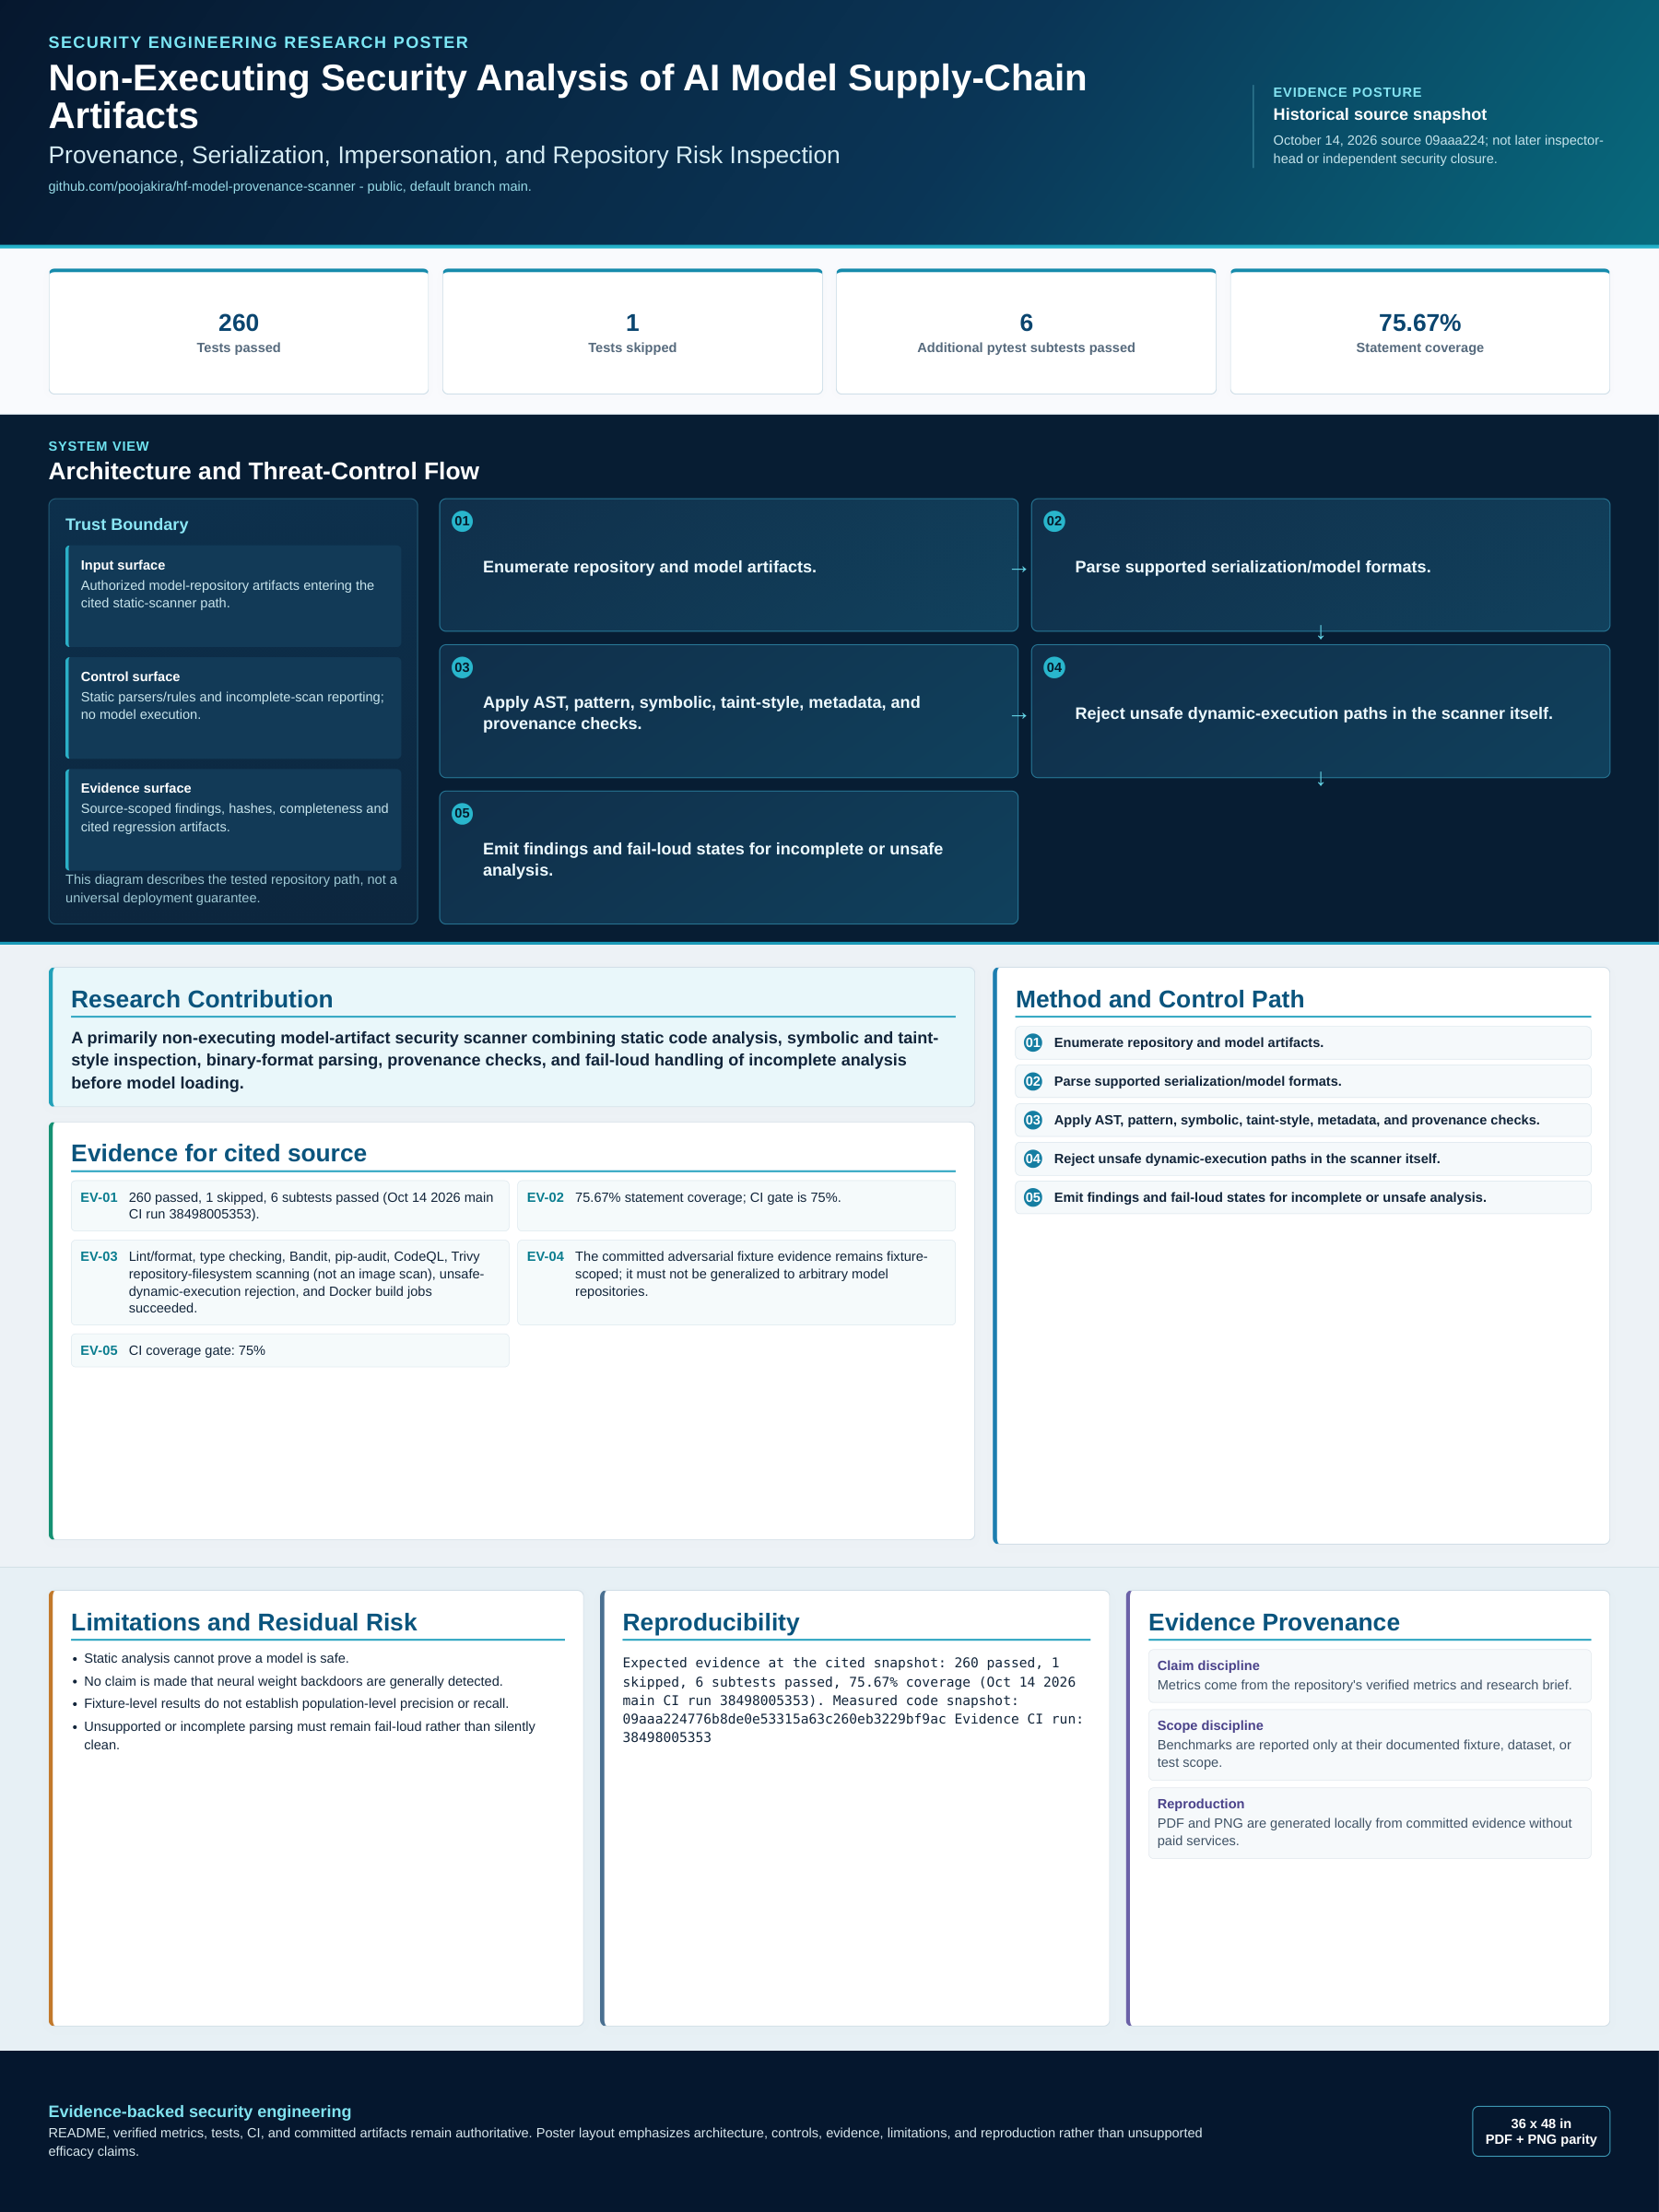 SECURITY ENGINEERING RESEARCH POSTER
Non-Executing Security Analysis of AI Model Supply-Chain
Artifacts
Provenance, Serialization, Impersonation, and Repository Risk Inspection
github.com/poojakira/hf-model-provenance-scanner - public, default branch main.
EVIDENCE POSTURE
Historical source snapshot
October 14, 2026 source 09aaa224; not later inspector-
head or independent security closure.
260
Tests passed
1
Tests skipped
6
Additional pytest subtests passed
75.67%
Statement coverage
SYSTEM VIEW
Architecture and Threat-Control Flow
Trust Boundary
Input surface
Authorized model-repository artifacts entering the
cited static-scanner path.
Control surface
Static parsers/rules and incomplete-scan reporting;
no model execution.
Evidence surface
Source-scoped findings, hashes, completeness and
cited regression artifacts.
This diagram describes the tested repository path, not a
universal deployment guarantee.
01
Enumerate repository and model artifacts.
→
02
Parse supported serialization/model formats.
↓
03
Apply AST, pattern, symbolic, taint-style, metadata, and
provenance checks.
→
04
Reject unsafe dynamic-execution paths in the scanner itself.
↓
05
Emit findings and fail-loud states for incomplete or unsafe
analysis.
Research Contribution
A primarily non-executing model-artifact security scanner combining static code analysis, symbolic and taint-
style inspection, binary-format parsing, provenance checks, and fail-loud handling of incomplete analysis
before model loading.
Evidence for cited source
EV-01 260 passed, 1 skipped, 6 subtests passed (Oct 14 2026 main
CI run 38498005353).
EV-02 75.67% statement coverage; CI gate is 75%.
EV-03 Lint/format, type checking, Bandit, pip-audit, CodeQL, Trivy
repository-filesystem scanning (not an image scan), unsafe-
dynamic-execution rejection, and Docker build jobs
succeeded.
EV-04 The committed adversarial fixture evidence remains fixture-
scoped; it must not be generalized to arbitrary model
repositories.
EV-05 CI coverage gate: 75%
Method and Control Path
01 Enumerate repository and model artifacts.
02 Parse supported serialization/model formats.
03 Apply AST, pattern, symbolic, taint-style, metadata, and provenance checks.
04 Reject unsafe dynamic-execution paths in the scanner itself.
05 Emit findings and fail-loud states for incomplete or unsafe analysis.
Limitations and Residual Risk
• Static analysis cannot prove a model is safe.
• No claim is made that neural weight backdoors are generally detected.
• Fixture-level results do not establish population-level precision or recall.
• Unsupported or incomplete parsing must remain fail-loud rather than silently
clean.
Reproducibility
Expected evidence at the cited snapshot: 260 passed, 1
skipped, 6 subtests passed, 75.67% coverage (Oct 14 2026
main CI run 38498005353). Measured code snapshot:
09aaa224776b8de0e53315a63c260eb3229bf9ac Evidence CI run:
38498005353
Evidence Provenance
Claim discipline
Metrics come from the repository's verified metrics and research brief.
Scope discipline
Benchmarks are reported only at their documented fixture, dataset, or
test scope.
Reproduction
PDF and PNG are generated locally from committed evidence without
paid services.
Evidence-backed security engineering
README, verified metrics, tests, CI, and committed artifacts remain authoritative. Poster layout emphasizes architecture, controls, evidence, limitations, and reproduction rather than unsupported
efficacy claims.
36 x 48 in
PDF + PNG parity